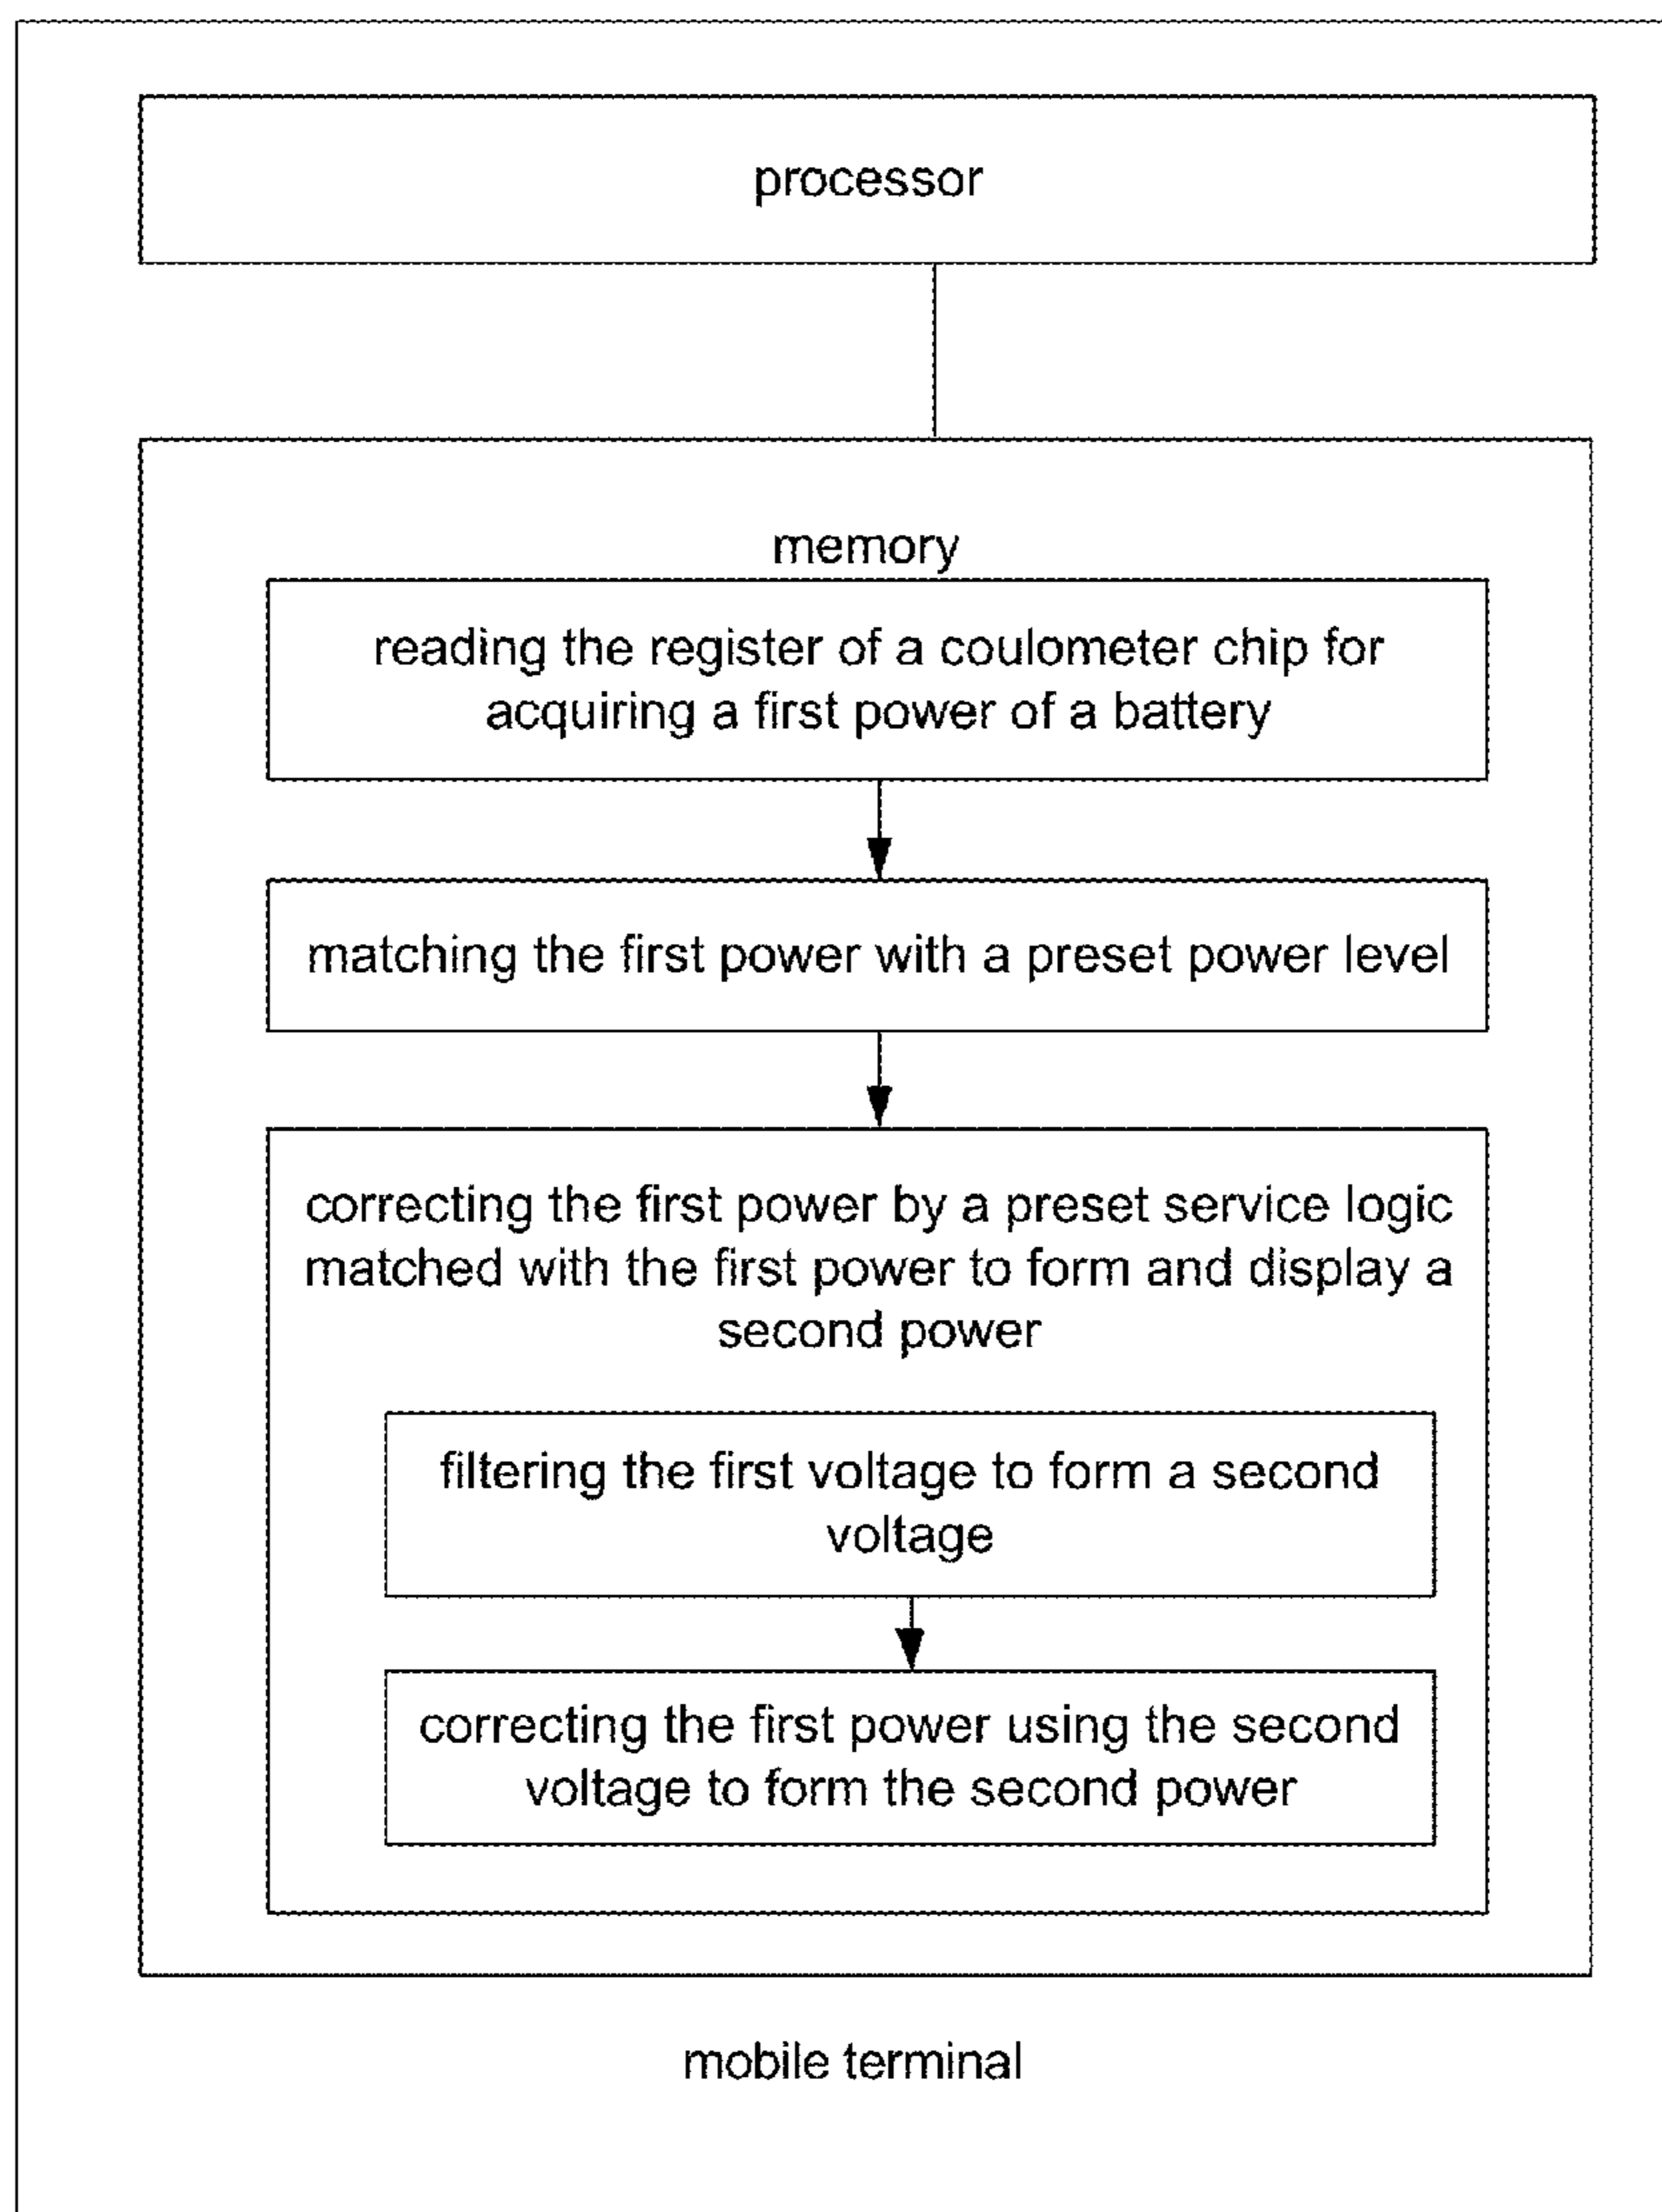 processor
memory
reading the register of a coulometer chip for
acquiring a first power of a battery
matching the first power with a preset power level
correcting the first power by a preset service logic
matched with the first power to form and display a
second power
filtering the first voltage to form a second
voltage
correcting the first power using the second
voltage to form the second power
mobile terminal